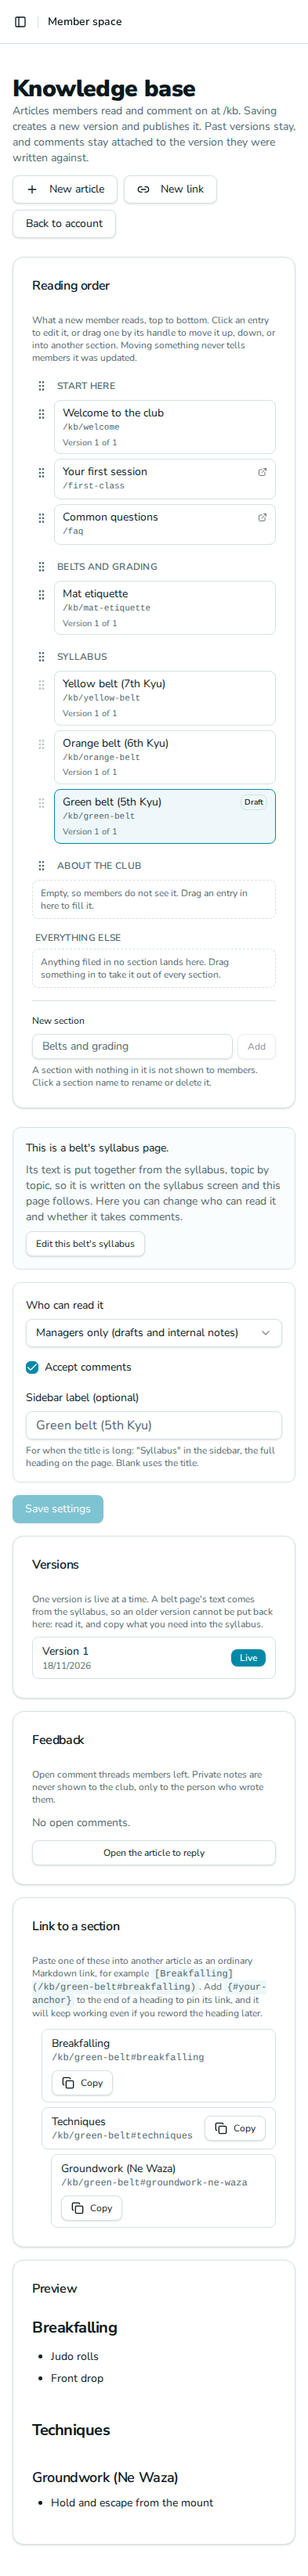 Member space
Knowledge base
Articles members read and comment on at /kb. Saving
creates a new version and publishes it. Past versions stay,
and comments stay attached to the version they were
written against.
New article
New link
Back to account
Reading order
What a new member reads, top to bottom. Click an entry
to edit it, or drag one by its handle to move it up, down, or
into another section. Moving something never tells
members it was updated.
START HERE
Welcome to the club
/kb/welcome
Version 1 of 1
Your first session
/first-class
Common questions
/faq
BELTS AND GRADING
Mat etiquette
/kb/mat-etiquette
Version 1 of 1
SYLLABUS
Yellow belt (7th Kyu)
/kb/yellow-belt
Version 1 of 1
Orange belt (6th Kyu)
/kb/orange-belt
Version 1 of 1
Green belt (5th Kyu)
Draft
/kb/green-belt
Version 1 of 1
ABOUT THE CLUB
Empty, so members do not see it. Drag an entry in
here to fill it.
EVERYTHING ELSE
Anything filed in no section lands here. Drag
something in to take it out of every section.
New section
Belts and grading
Add
A section with nothing in it is not shown to members.
Click a section name to rename or delete it.
This is a belt's syllabus page.
Its text is put together from the syllabus, topic by
topic, so it is written on the syllabus screen and this
page follows. Here you can change who can read it
and whether it takes comments.
Edit this belt's syllabus
Who can read it
Managers only (drafts and internal notes)
Accept comments
Sidebar label (optional)
Green belt (5th Kyu)
For when the title is long: "Syllabus" in the sidebar, the full
heading on the page. Blank uses the title.
Save settings
Versions
One version is live at a time. A belt page's text comes
from the syllabus, so an older version cannot be put back
here: read it, and copy what you need into the syllabus.
Version 1
18/11/2026
Live
Feedback
Open comment threads members left. Private notes are
never shown to the club, only to the person who wrote
them.
No open comments.
Open the article to reply
Link to a section
Paste one of these into another article as an ordinary
Markdown link, for example [Breakfalling]
(/kb/green-belt#breakfalling). Add {#your-
anchor} to the end of a heading to pin its link, and it
will keep working even if you reword the heading later.
Breakfalling
/kb/green-belt#breakfalling
Copy
Techniques
/kb/green-belt#techniques
Copy
Groundwork (Ne Waza)
/kb/green-belt#groundwork-ne-waza
Copy
Preview
Breakfalling
Judo rolls
Front drop
Techniques
Groundwork (Ne Waza)
Hold and escape from the mount